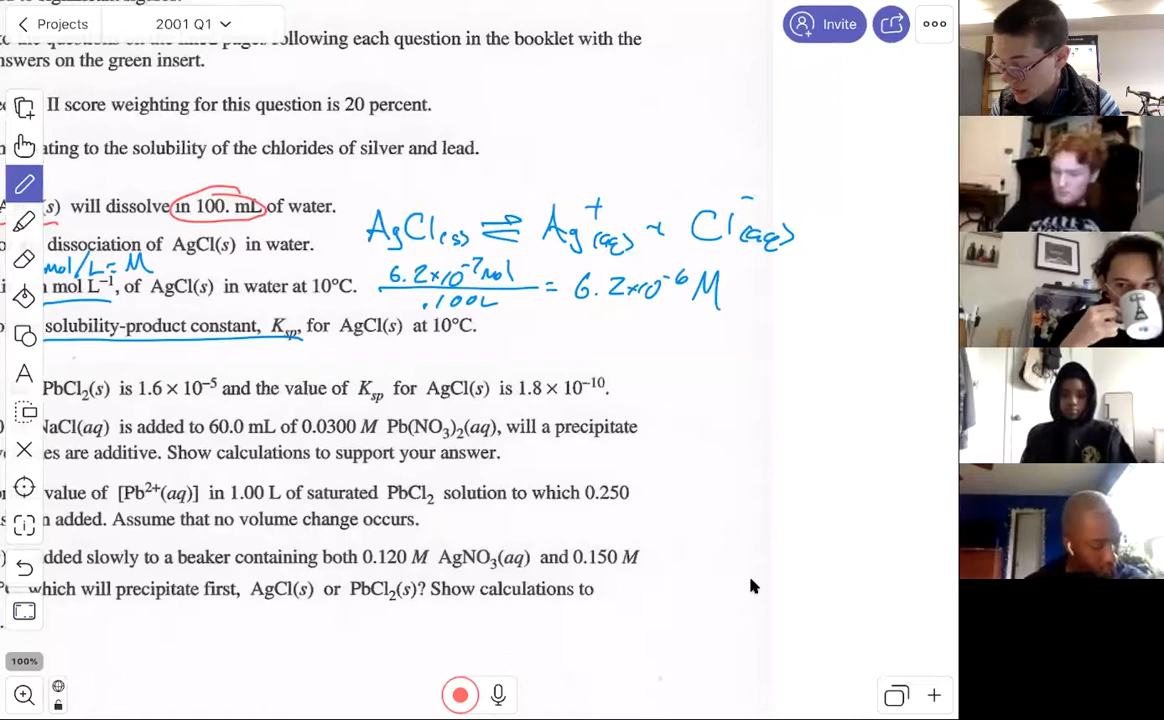 Projects
2001 Q1
Invite
following each question in the booklet with the
nswers on the green insert.
II score weighting for this question is 20 percent.
ating to the solubility of the chlorides of silver and lead.
s) will dissolve in 100. mL of water.
AgCl(s) ⇌ Ag⁺(aq) + Cl⁻(aq)
dissociation of AgCl(s) in water.
mol/L = M
6.2×10⁻⁷ mol
.100L
= 6.2×10⁻⁶ M
n mol L⁻¹, of AgCl(s) in water at 10°C.
solubility-product constant, Ksp, for AgCl(s) at 10°C.
PbCl₂(s) is 1.6 × 10⁻⁵ and the value of Ksp for AgCl(s) is 1.8 × 10⁻¹⁰.
NaCl(aq) is added to 60.0 mL of 0.0300 M Pb(NO₃)₂(aq), will a precipitate
es are additive. Show calculations to support your answer.
value of [Pb²⁺(aq)] in 1.00 L of saturated PbCl₂ solution to which 0.250
n added. Assume that no volume change occurs.
dded slowly to a beaker containing both 0.120 M AgNO₃(aq) and 0.150 M
which will precipitate first, AgCl(s) or PbCl₂(s)? Show calculations to
100%